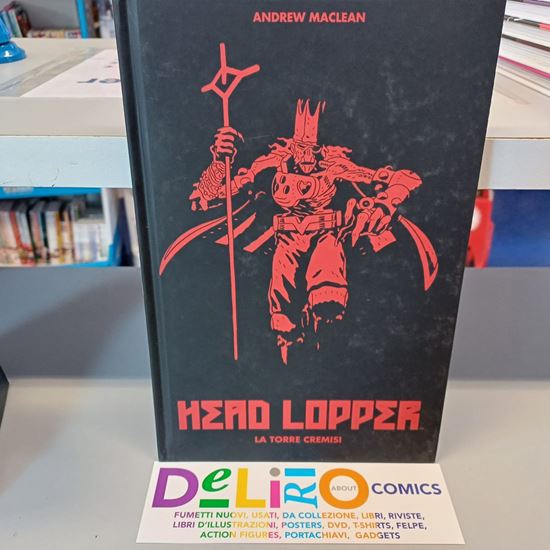 ANDREW MACLEAN
HEAD LOPPER
LA TORRE CREMISI
DeLiRiO ABOUT COMICS
FUMETTI NUOVI, USATI, DA COLLEZIONE, LIBRI, RIVISTE,
LIBRI D'ILLUSTRAZIONI, POSTERS, DVD, T-SHIRTS, FELPE,
ACTION FIGURES, PORTACHIAVI, GADGETS